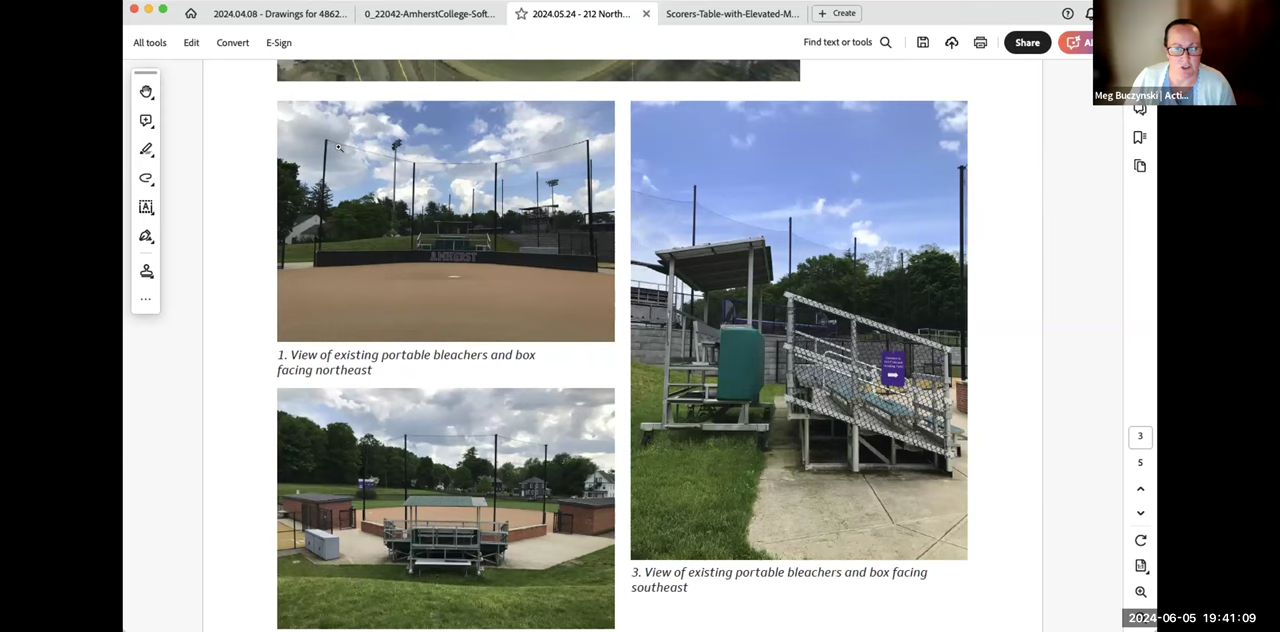 2024.04.08 - Drawings for 4862...
0_22042-AmherstCollege-Soft...
2024.05.24 - 212 North...
Scorers-Table-with-Elevated-M...
+ Create
All tools
Edit
Convert
E-Sign
Find text or tools
Share
AI
Meg Buczynski | Acti...
AMHERST
1. View of existing portable bleachers and box
facing northeast
3. View of existing portable bleachers and box facing
southeast
3
5
2024-06-05 19:41:09